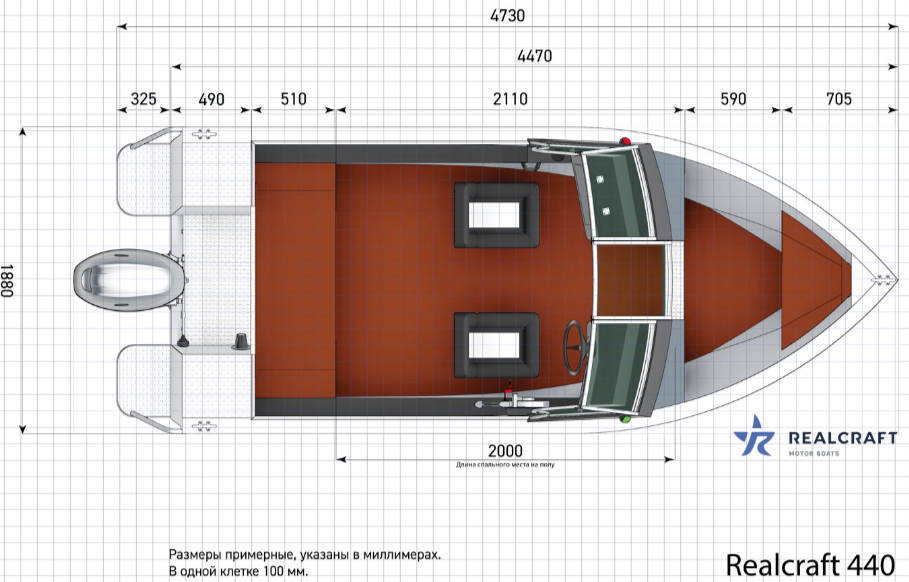 4730
4470
325 490 510 2110 590 705
1880
2000
Длина спального места на полу
REALCRAFT
MOTOR BOATS
Размеры примерные, указаны в миллимерах.
В одной клетке 100 мм.
Realcraft 440